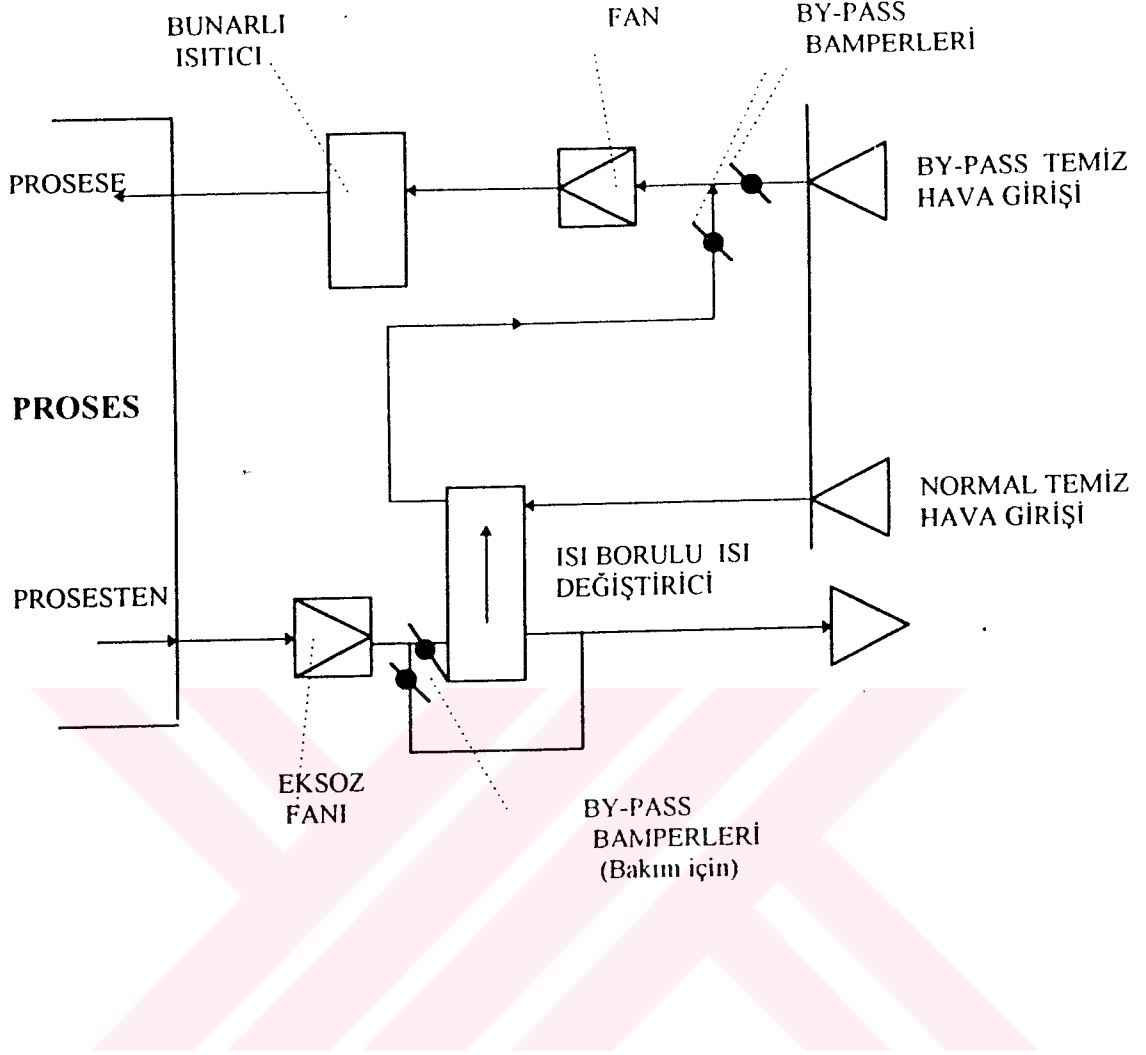 BUNARLI
ISITICI
FAN
BY-PASS
BAMPERLERİ
PROSESE
BY-PASS TEMİZ
HAVA GİRİŞİ
PROSES
NORMAL TEMİZ
HAVA GİRİŞİ
ISI BORULU ISI
DEĞİŞTİRİCİ
PROSESTEN
EKSOZ
FANI
BY-PASS
BAMPERLERİ
(Bakım için)